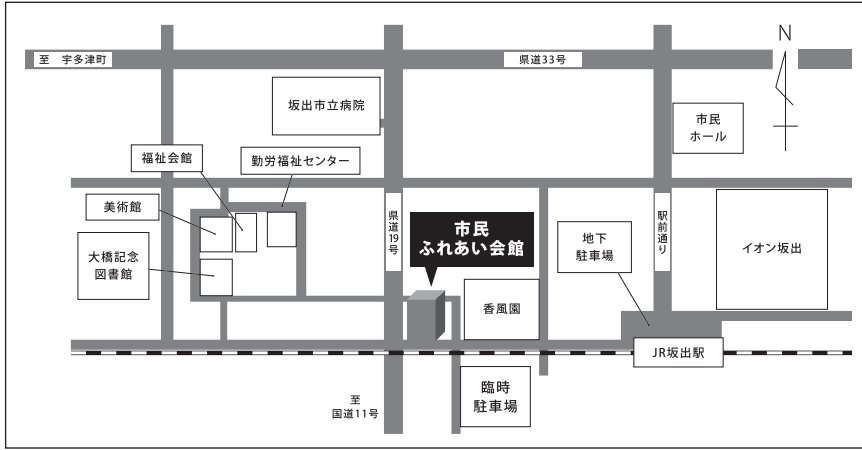 N
至 宇多津町
県道33号
坂出市立病院
市民
ホール
福祉会館
勤労福祉センター
美術館
県道19号
市民
ふれあい会館
駅前通り
地下
駐車場
イオン坂出
大橋記念
図書館
香風園
JR坂出駅
臨時
駐車場
至
国道11号